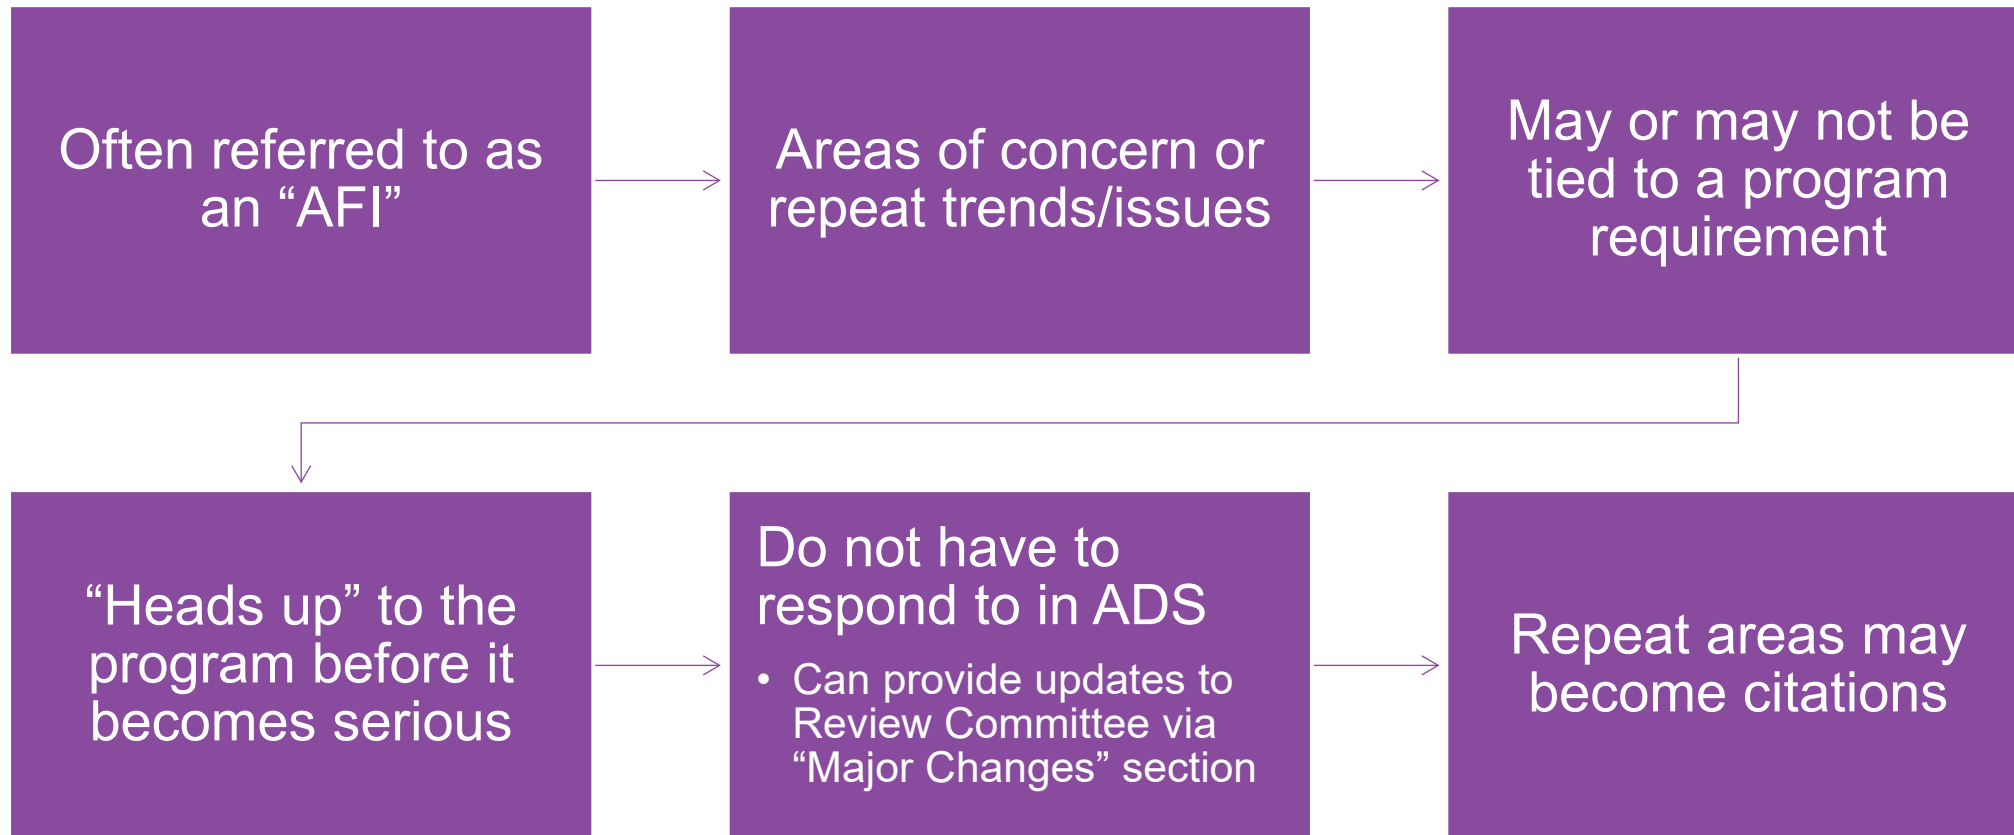 Often referred to as
an “AFI”
Areas of concern or
repeat trends/issues
May or may not be
tied to a program
requirement
“Heads up” to the
program before it
becomes serious
Do not have to
respond to in ADS
• Can provide updates to
Review Committee via
“Major Changes” section
Repeat areas may
become citations